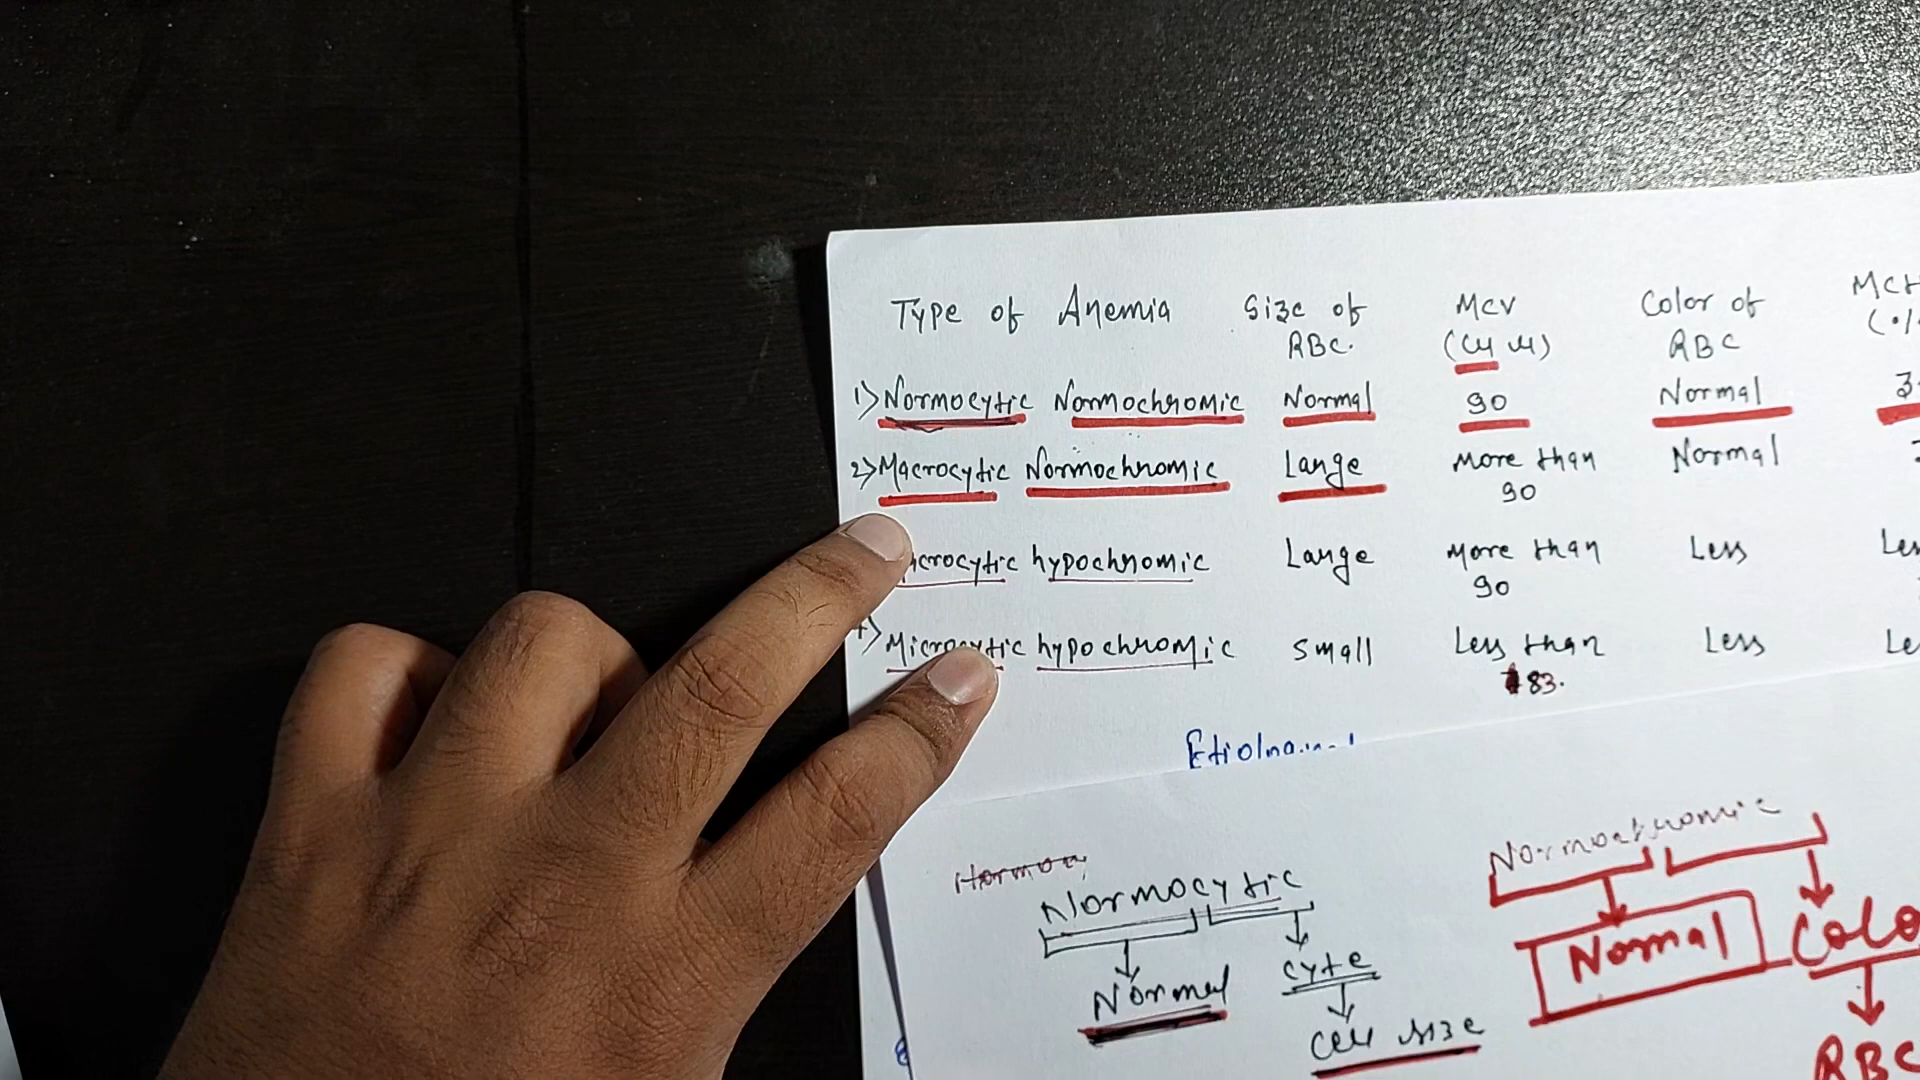 Type of Anemia Size of RBC. MCV (Cu u) Color of RBC
1) Normocytic Normochromic Normal 90 Normal
2) Macrocytic Normochromic Large More than 90 Normal
hypochromic Large More than 90 Less
Microcytic hypochromic Small Less than 83. Less
Normocytic
Normal
cyte
cell size
Normochromic
Normal
RBC